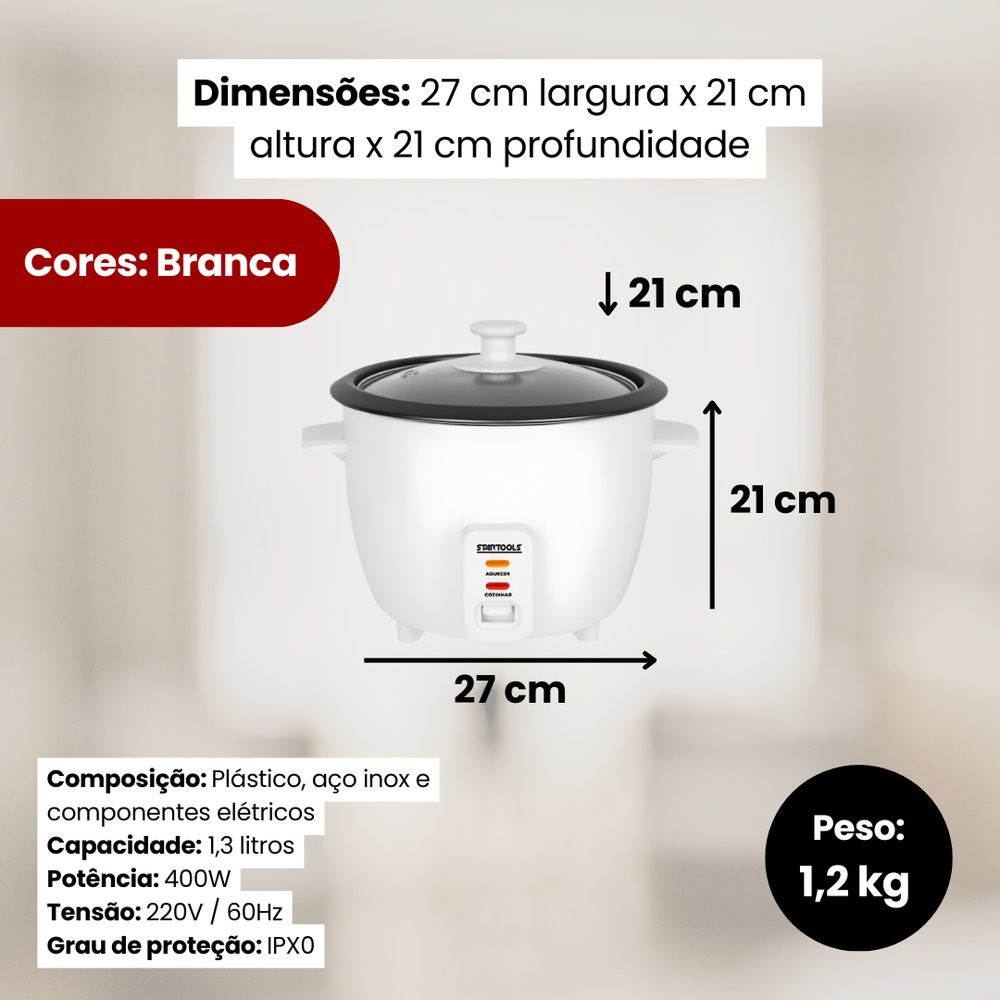 Dimensões: 27 cm largura x 21 cm
altura x 21 cm profundidade
Cores: Branca
21 cm
21 cm
STARTOOLS
AQUECER
COZINHAR
27 cm
Composição: Plástico, aço inox e
componentes elétricos
Capacidade: 1,3 litros
Potência: 400W
Tensão: 220V / 60Hz
Grau de proteção: IPX0
Peso:
1,2 kg